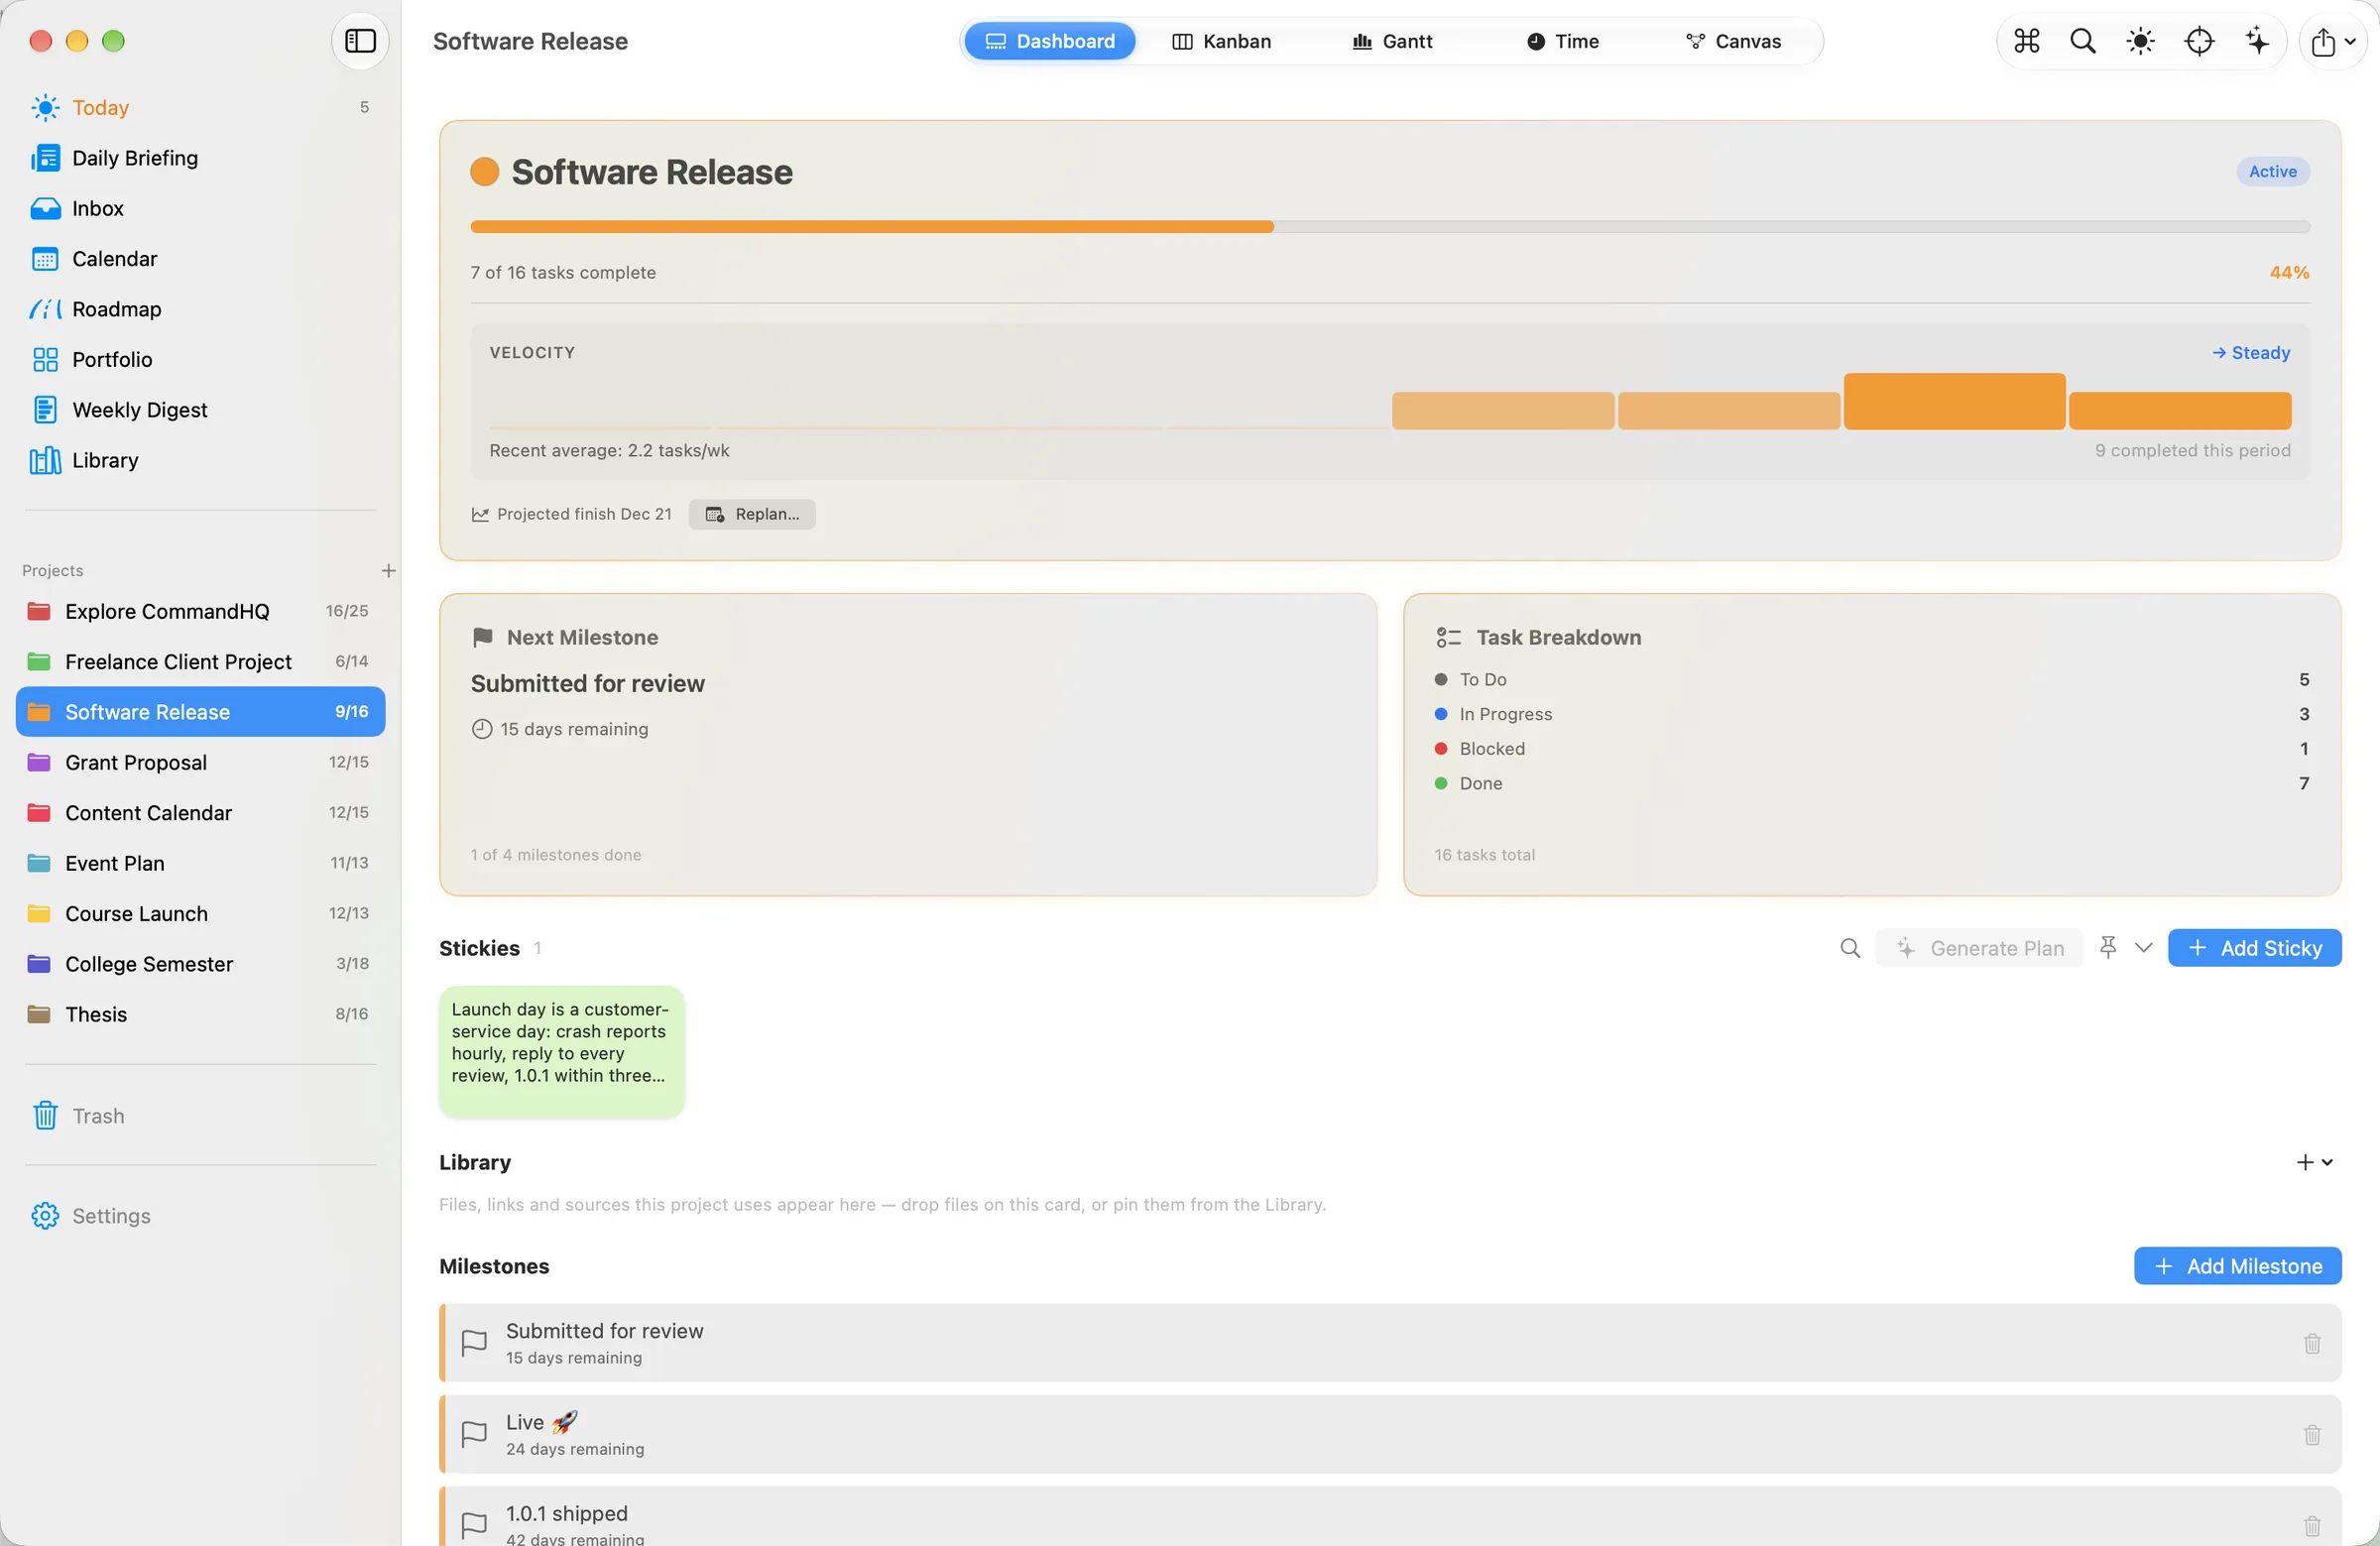 Software Release
Dashboard
Kanban
Gantt
Time
Canvas
Today 5
Daily Briefing
Inbox
Calendar
Roadmap
Portfolio
Weekly Digest
Library
Projects
Explore CommandHQ 16/25
Freelance Client Project 6/14
Software Release 9/16
Grant Proposal 12/15
Content Calendar 12/15
Event Plan 11/13
Course Launch 12/13
College Semester 3/18
Thesis 8/16
Trash
Settings
Software Release
Active
7 of 16 tasks complete
44%
VELOCITY
→ Steady
Recent average: 2.2 tasks/wk
9 completed this period
Projected finish Dec 21
Replan...
Next Milestone
Submitted for review
15 days remaining
1 of 4 milestones done
Task Breakdown
To Do 5
In Progress 3
Blocked 1
Done 7
16 tasks total
Stickies 1
Generate Plan
+ Add Sticky
Launch day is a customer-
service day: crash reports
hourly, reply to every
review, 1.0.1 within three...
Library
Files, links and sources this project uses appear here — drop files on this card, or pin them from the Library.
Milestones
+ Add Milestone
Submitted for review
15 days remaining
Live 🚀
24 days remaining
1.0.1 shipped
42 days remaining